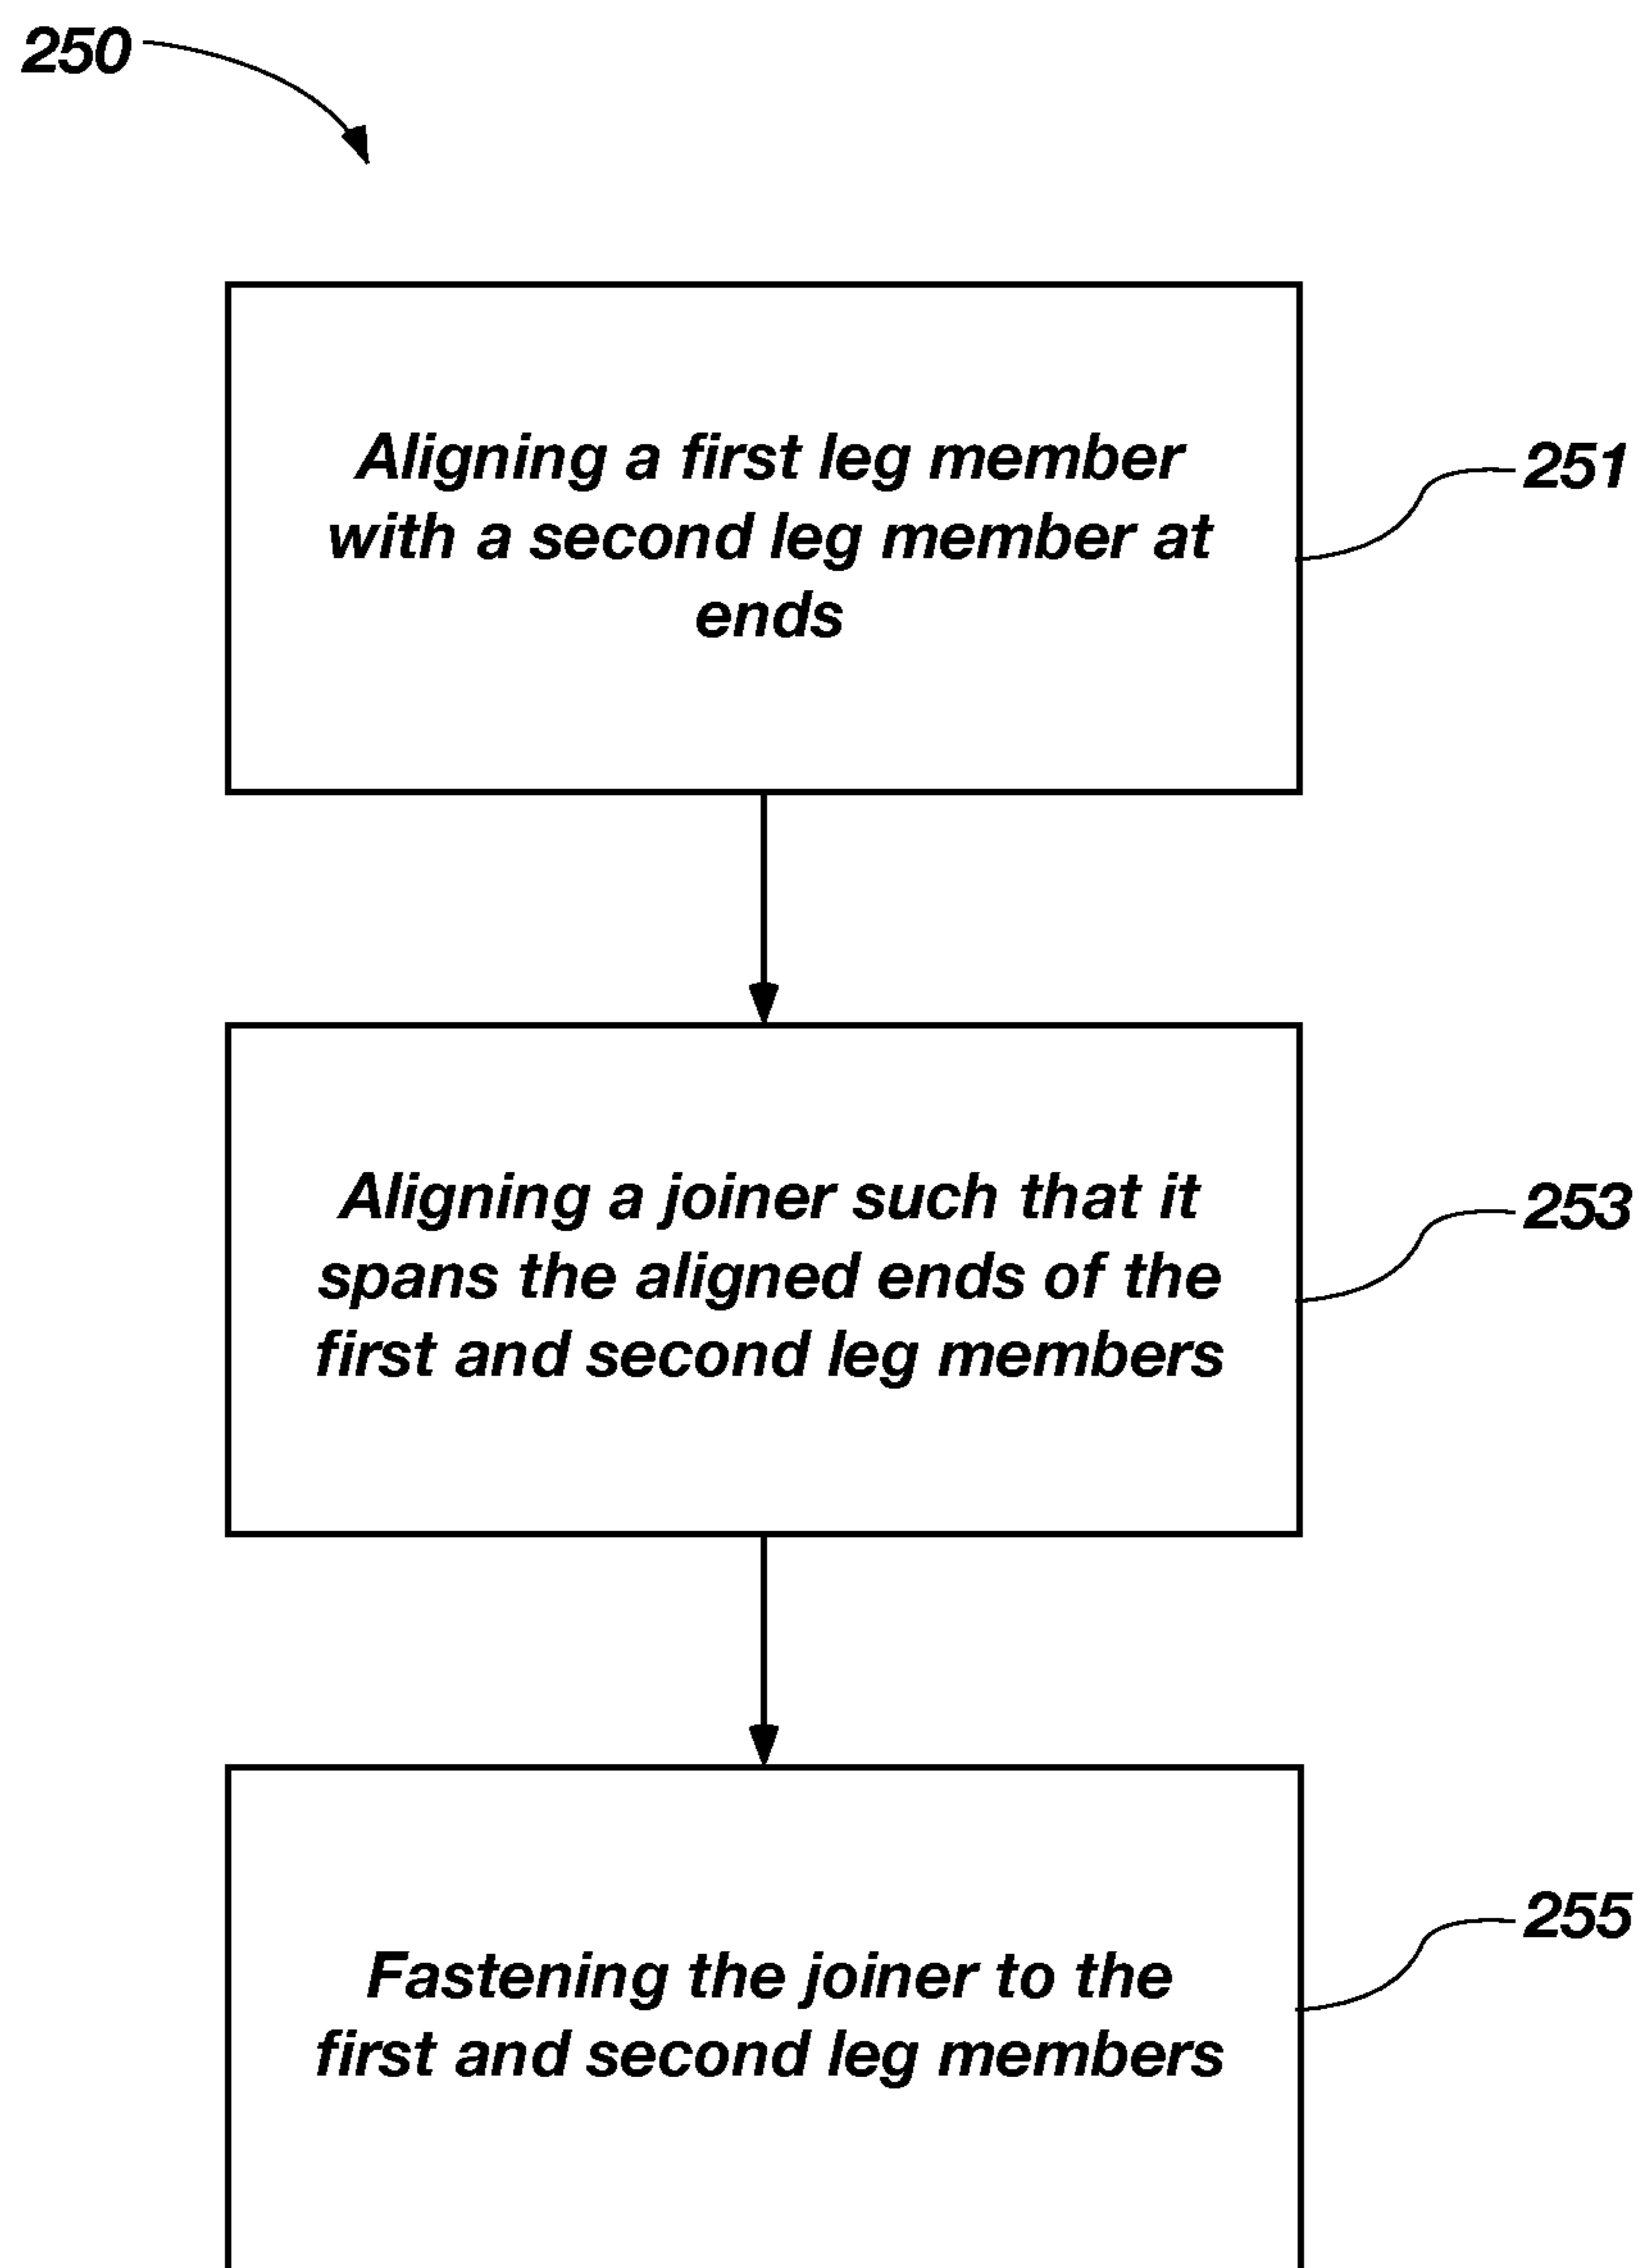 250
Aligning a first leg member
with a second leg member at
ends
251
Aligning a joiner such that it
spans the aligned ends of the
first and second leg members
253
Fastening the joiner to the
first and second leg members
255